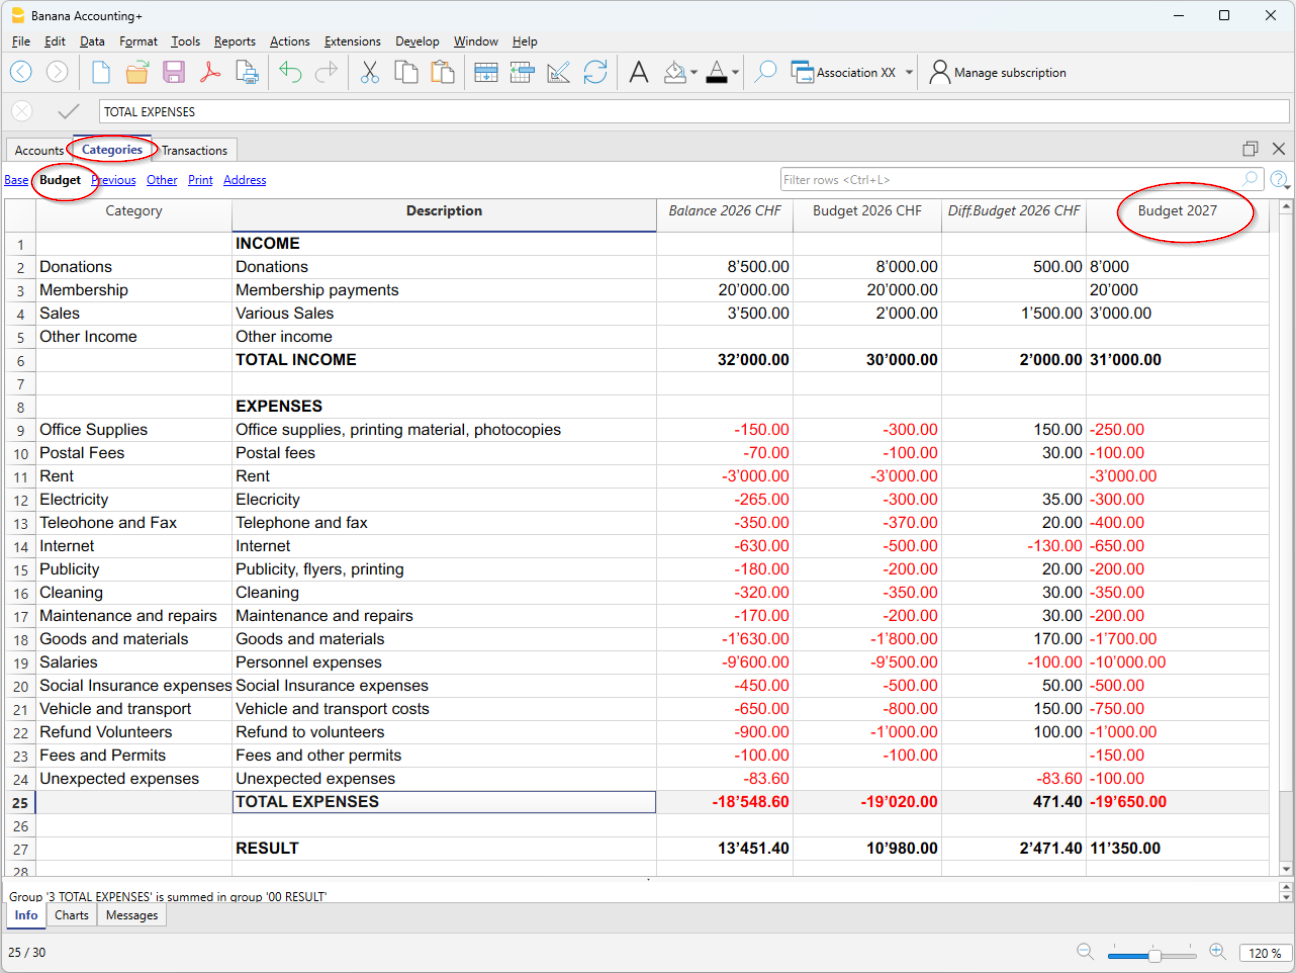 Banana Accounting+
File Edit Data Format Tools Reports Actions Extensions Develop Window Help
A A Association XX Manage subscription
TOTAL EXPENSES
Accounts Categories Transactions
Base Budget Previous Other Print Address Filter rows <Ctrl+L> ?
Category Description Balance 2026 CHF Budget 2026 CHF Diff.Budget 2026 CHF Budget 2027
1 INCOME
2 Donations Donations 8'500.00 8'000.00 500.00 8'000
3 Membership Membership payments 20'000.00 20'000.00 20'000
4 Sales Various Sales 3'500.00 2'000.00 1'500.00 3'000.00
5 Other Income Other income
6 TOTAL INCOME 32'000.00 30'000.00 2'000.00 31'000.00
7
8 EXPENSES
9 Office Supplies Office supplies, printing material, photocopies -150.00 -300.00 150.00 -250.00
10 Postal Fees Postal fees -70.00 -100.00 30.00 -100.00
11 Rent Rent -3'000.00 -3'000.00 -3'000.00
12 Electricity Elecricity -265.00 -300.00 35.00 -300.00
13 Teleohone and Fax Telephone and fax -350.00 -370.00 20.00 -400.00
14 Internet Internet -630.00 -500.00 -130.00 -650.00
15 Publicity Publicity, flyers, printing -180.00 -200.00 20.00 -200.00
16 Cleaning Cleaning -320.00 -350.00 30.00 -350.00
17 Maintenance and repairs Maintenance and repairs -170.00 -200.00 30.00 -200.00
18 Goods and materials Goods and materials -1'630.00 -1'800.00 170.00 -1'700.00
19 Salaries Personnel expenses -9'600.00 -9'500.00 -100.00 -10'000.00
20 Social Insurance expenses Social Insurance expenses -450.00 -500.00 50.00 -500.00
21 Vehicle and transport Vehicle and transport costs -650.00 -800.00 150.00 -750.00
22 Refund Volunteers Refund to volunteers -900.00 -1'000.00 100.00 -1'000.00
23 Fees and Permits Fees and other permits -100.00 -100.00 -150.00
24 Unexpected expenses Unexpected expenses -83.60 -83.60 -100.00
25 TOTAL EXPENSES -18'548.60 -19'020.00 471.40 -19'650.00
26
27 RESULT 13'451.40 10'980.00 2'471.40 11'350.00
28
Group '3 TOTAL EXPENSES' is summed in group '00 RESULT'
Info Charts Messages
25 / 30 120 %